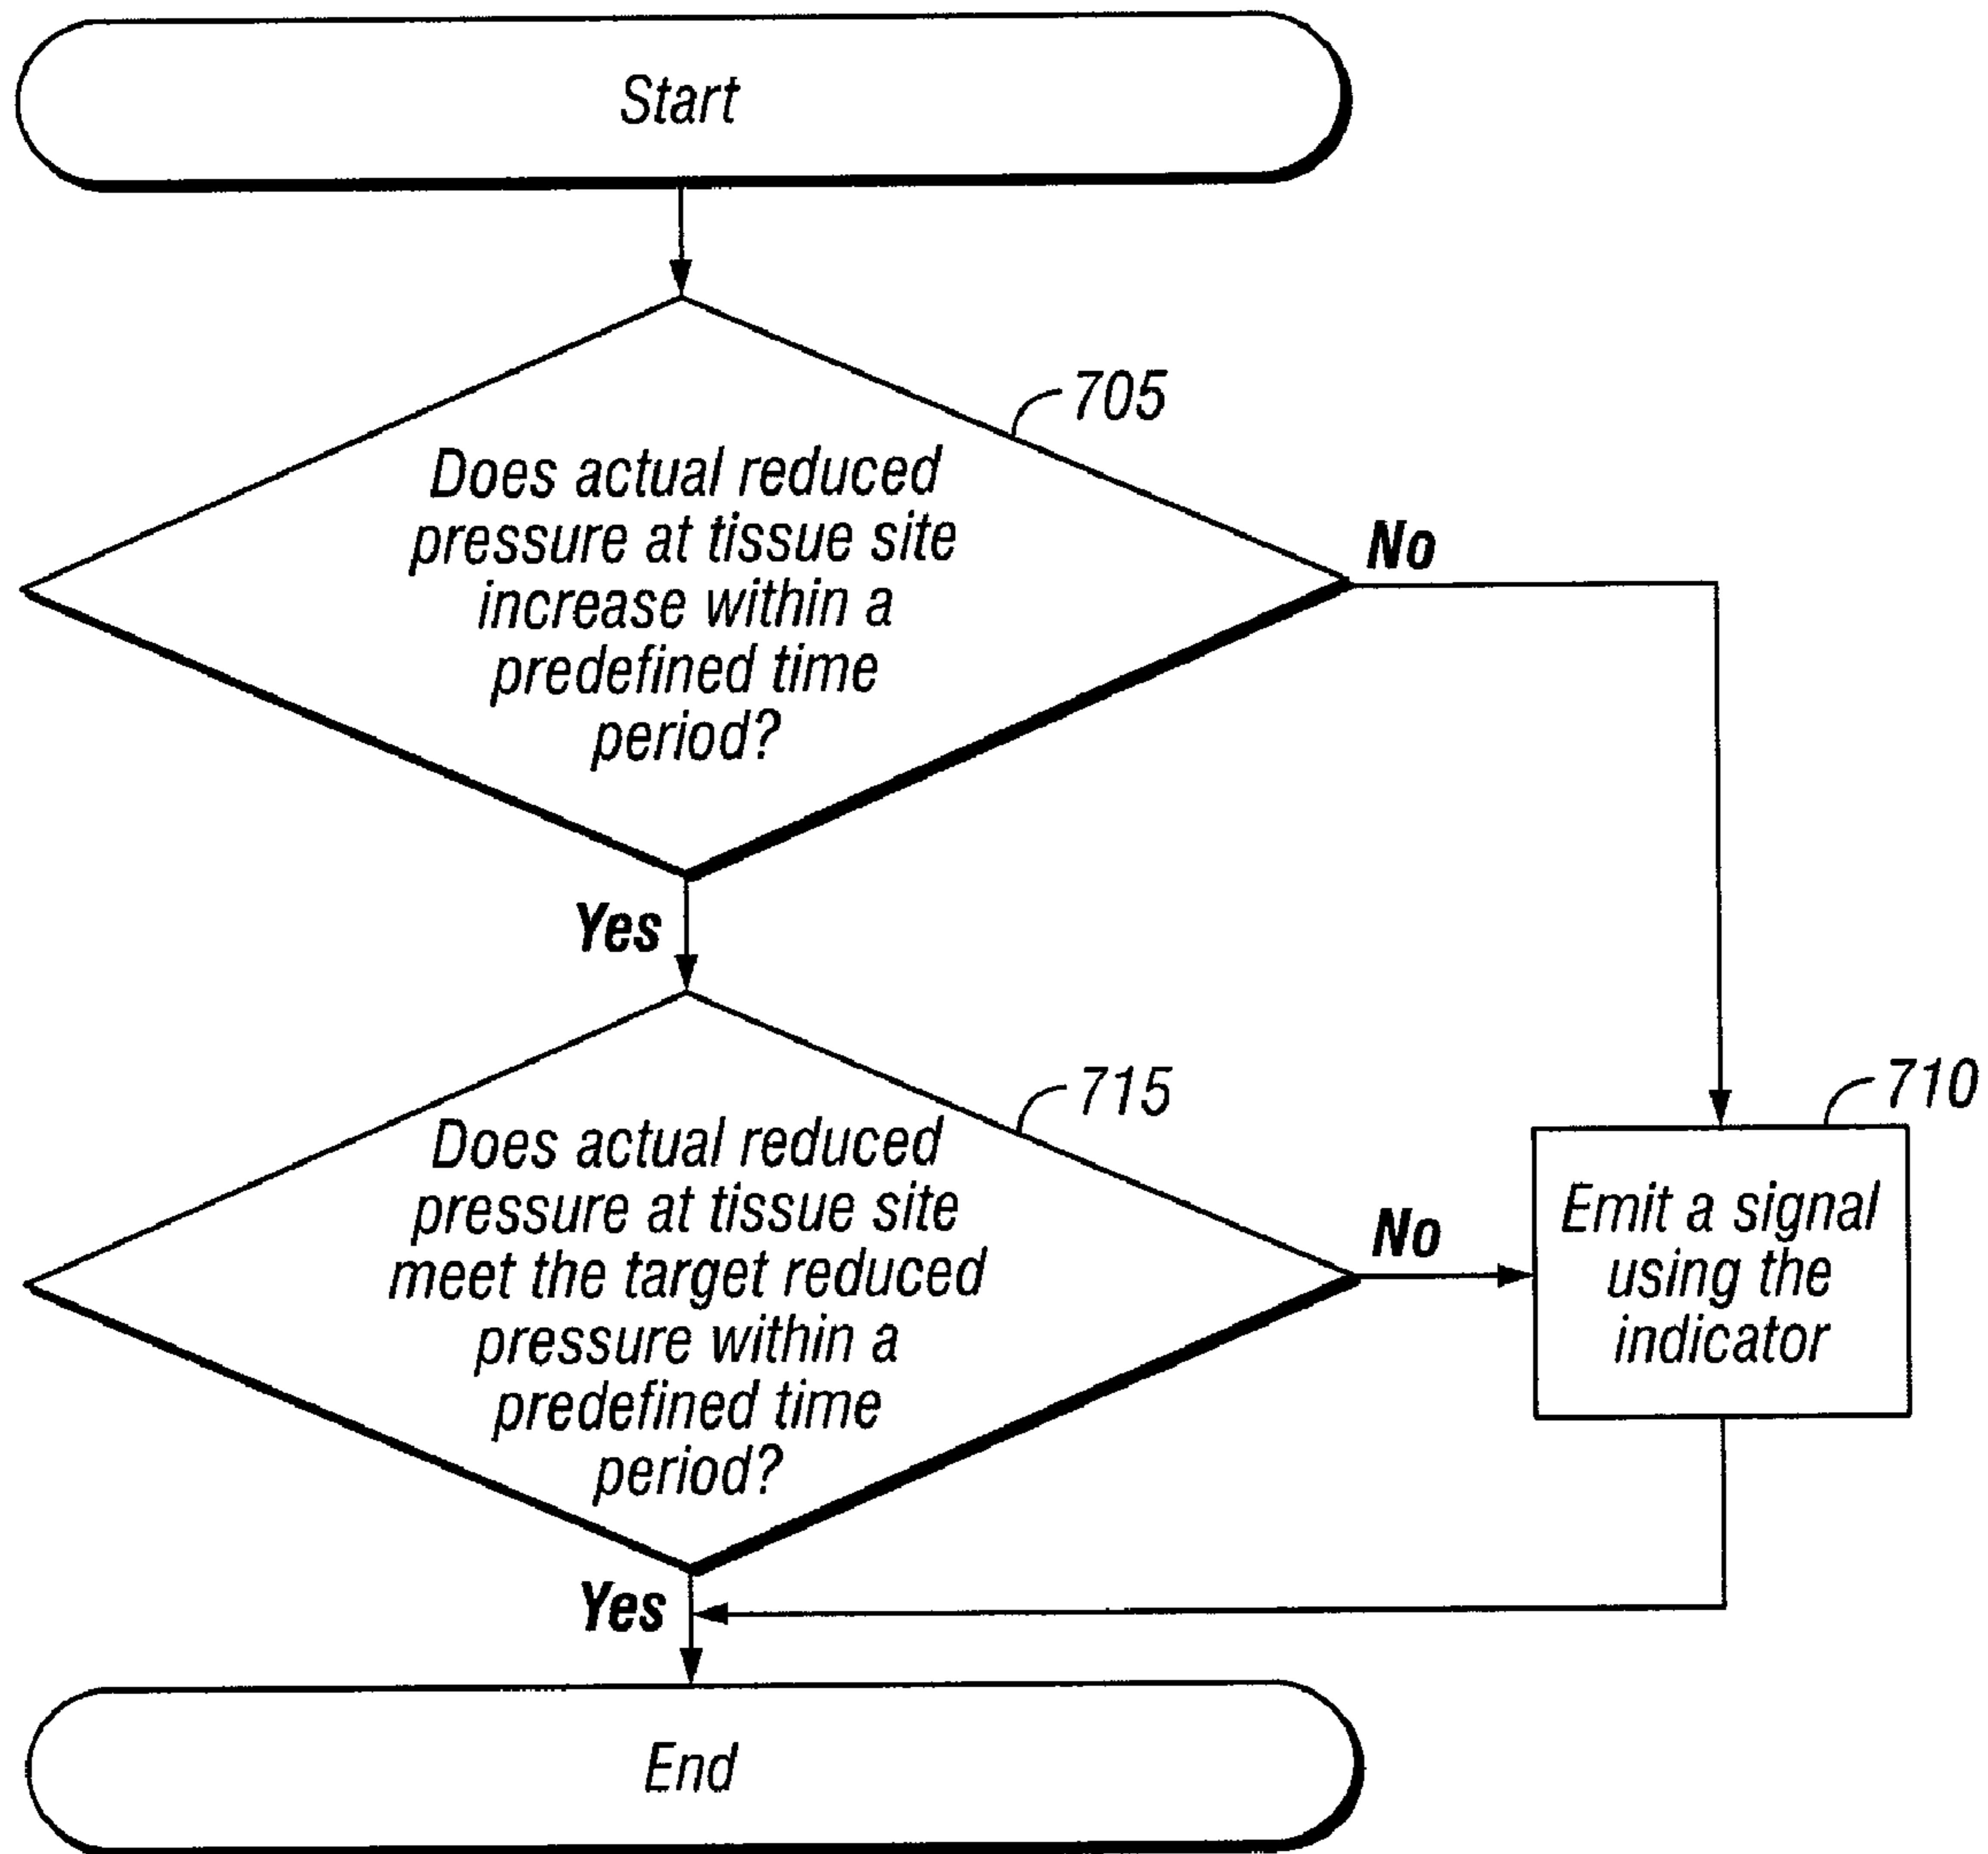 Start
705
Does actual reduced
pressure at tissue site
increase within a
predefined time
period?
No
Yes
715
Does actual reduced
pressure at tissue site
meet the target reduced
pressure within a
predefined time
period?
No
710
Emit a signal
using the
indicator
Yes
End